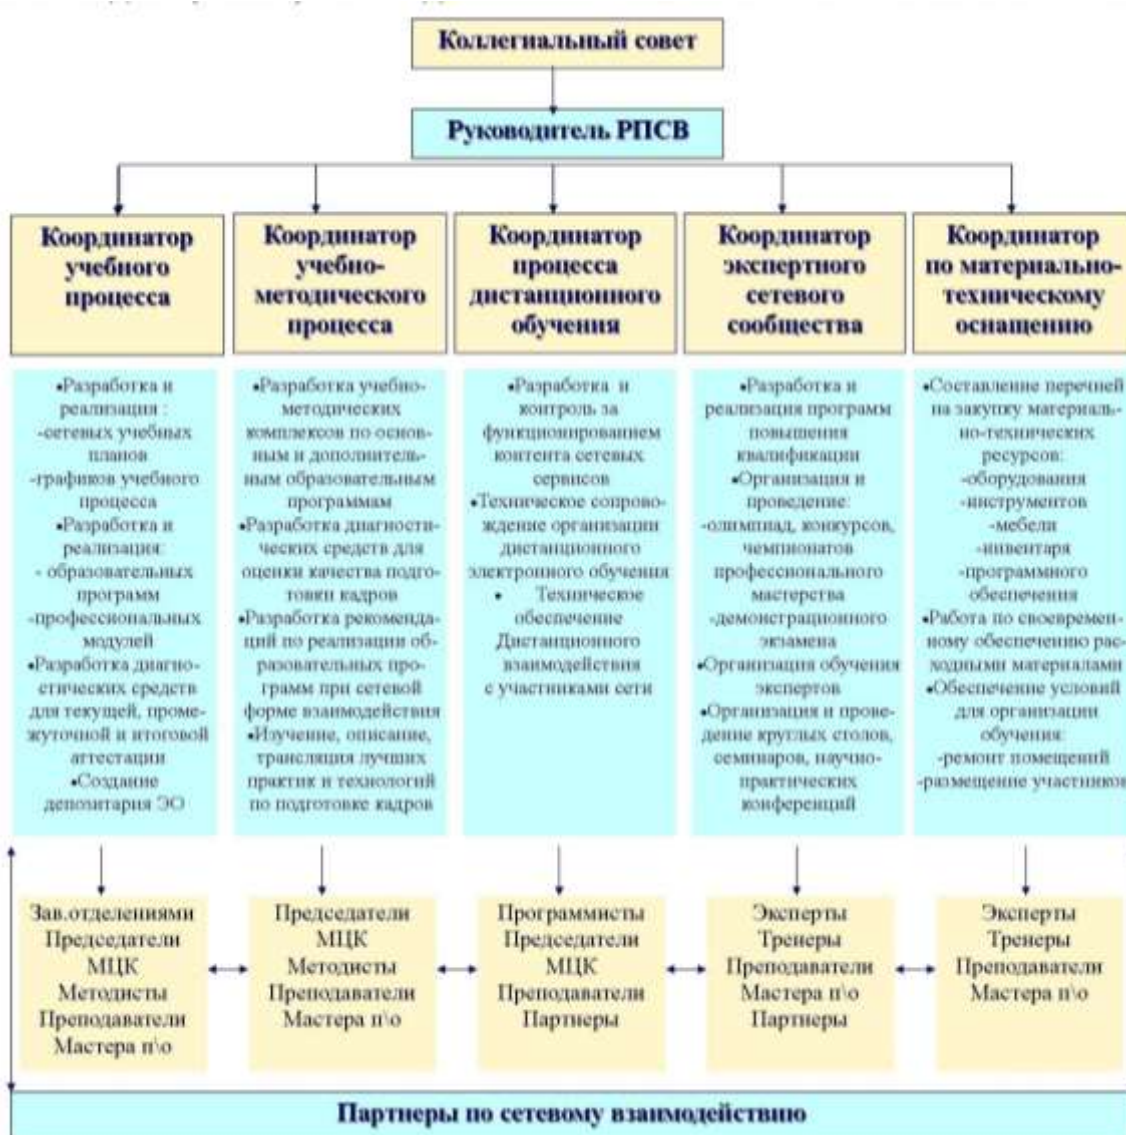 Коллегиальный совет
Руководитель РПСВ
Координатор
учебного
процесса
Координатор
учебно-
методического
процесса
Координатор
процесса
дистанционного
обучения
Координатор
экспертного
сетевого
сообщества
Координатор
по материально-
техническому
оснащению
•Разработка и
реализация :
-сетевых учебных
планов
-графиков учебного
процесса
•Разработка и
реализация:
- образовательных
программ
-профессиональных
модулей
•Разработка диагно-
стических средств
для текущей, проме-
жуточной и итоговой
аттестации
•Создание
депозитария ЭО
•Разработка учебно-
методических
комплексов по основ-
ным и дополнитель-
ным образовательным
программам
•Разработка диагности-
ческих средств для
оценки качества подго-
товки кадров
•Разработка рекоменда-
ций по реализации об-
разовательных про-
грамм при сетевой
форме взаимодействия
•Изучение, описание,
трансляция лучших
практик и технологий
по подготовке кадров
•Разработка и
контроль за
функционированием
контента сетевых
сервисов
•Техническое сопрово-
ждение организации
дистанционного
электронного обучения
• Техническое
обеспечение
Дистанционного
взаимодействия
с участниками сети
•Разработка и
реализация программ
повышения
квалификации
•Организация и
проведение:
-олимпиад, конкурсов,
чемпионатов
профессионального
мастерства
-демонстрационного
экзамена
•Организация обучения
экспертов
•Организация и прове-
дение круглых столов,
семинаров, научно-
практических
конференций
•Составление перечней
на закупку материаль-
но-технических
ресурсов:
-оборудования
-инструментов
-мебели
-инвентаря
-программного
обеспечения
•Работа по своевремен-
ному обеспечению рас-
ходными материалами
•Обеспечение условий
для организации
обучения:
-ремонт помещений
-размещение участников
Зав.отделениями
Председатели
МЦК
Методисты
Преподаватели
Мастера п\о
Председатели
МЦК
Методисты
Преподаватели
Мастера п\о
Программисты
Председатели
МЦК
Преподаватели
Партнеры
Эксперты
Тренеры
Преподаватели
Мастера п\о
Партнеры
Эксперты
Тренеры
Преподаватели
Мастера п\о
Партнеры по сетевому взаимодействию